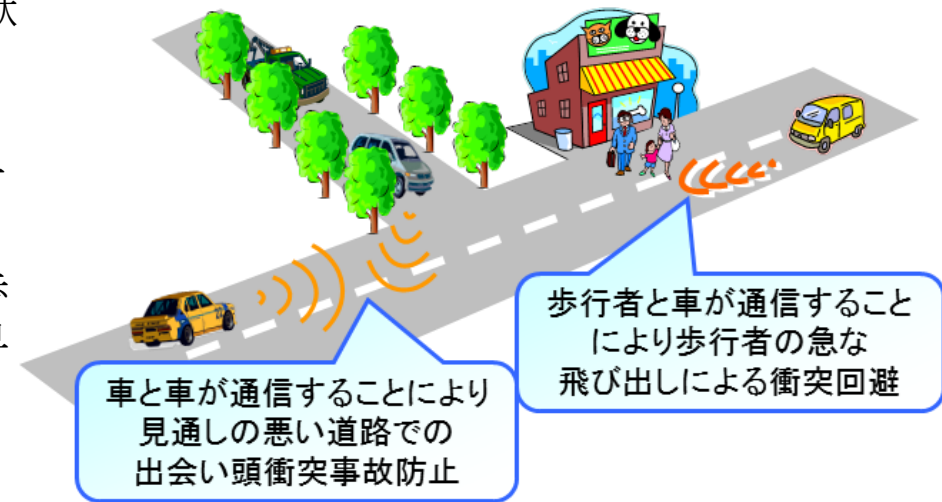 歩行者と車が通信すること
により歩行者の急な
飛び出しによる衝突回避
車と車が通信することにより
見通しの悪い道路での
出会い頭衝突事故防止